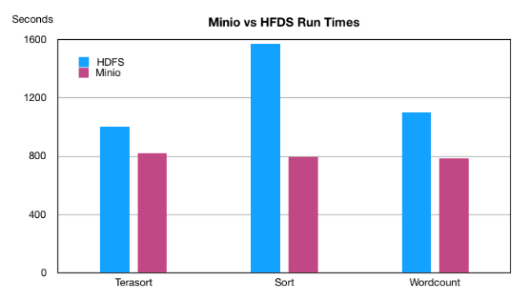 Seconds
Minio vs HFDS Run Times
1600
HDFS
Minio
1200
800
400
0
Terasort
Sort
Wordcount